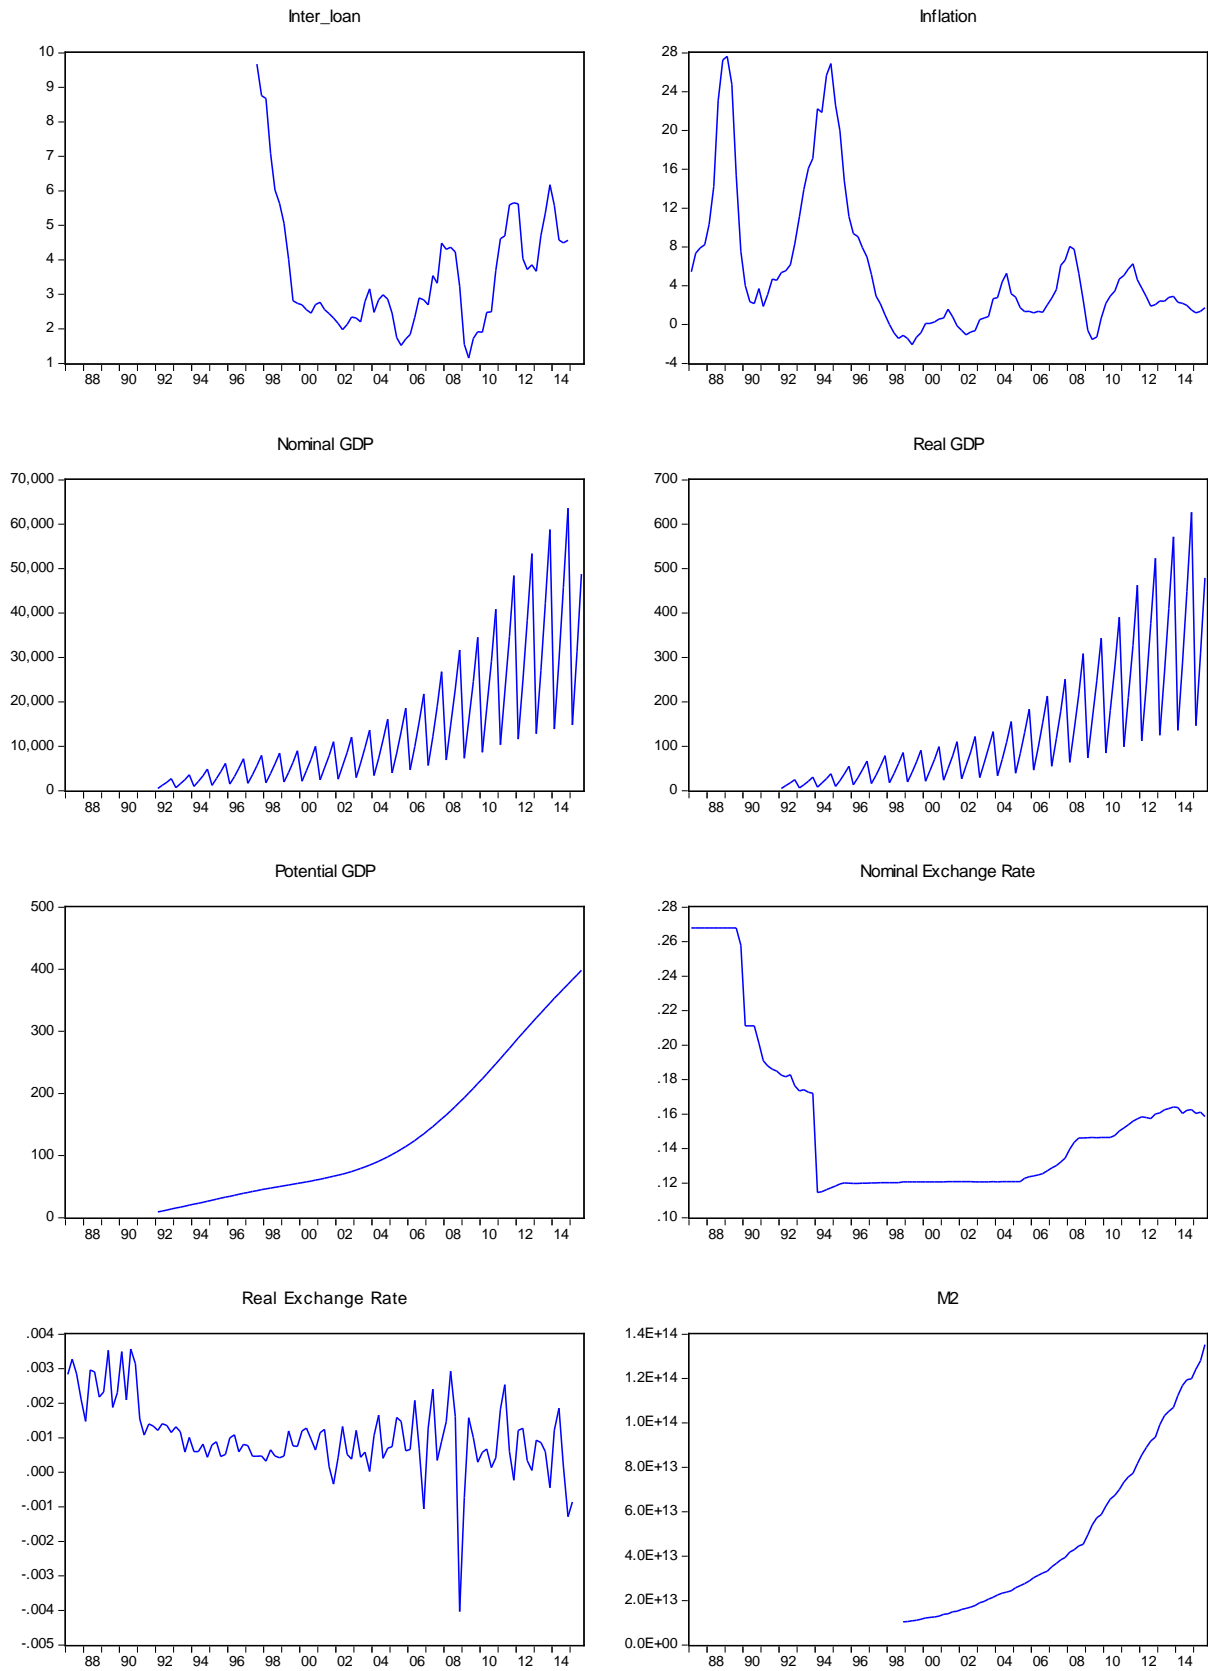 Inter_loan
10
9
8
7
6
5
4
3
2
1
88 90 92 94 96 98 00 02 04 06 08 10 12 14
Inflation
28
24
20
16
12
8
4
0
-4
88 90 92 94 96 98 00 02 04 06 08 10 12 14
Nominal GDP
70,000
60,000
50,000
40,000
30,000
20,000
10,000
0
88 90 92 94 96 98 00 02 04 06 08 10 12 14
Real GDP
700
600
500
400
300
200
100
0
88 90 92 94 96 98 00 02 04 06 08 10 12 14
Potential GDP
500
400
300
200
100
0
88 90 92 94 96 98 00 02 04 06 08 10 12 14
Nominal Exchange Rate
.28
.26
.24
.22
.20
.18
.16
.14
.12
.10
88 90 92 94 96 98 00 02 04 06 08 10 12 14
Real Exchange Rate
.004
.003
.002
.001
.000
-.001
-.002
-.003
-.004
-.005
88 90 92 94 96 98 00 02 04 06 08 10 12 14
M2
1.4E+14
1.2E+14
1.0E+14
8.0E+13
6.0E+13
4.0E+13
2.0E+13
0.0E+00
88 90 92 94 96 98 00 02 04 06 08 10 12 14